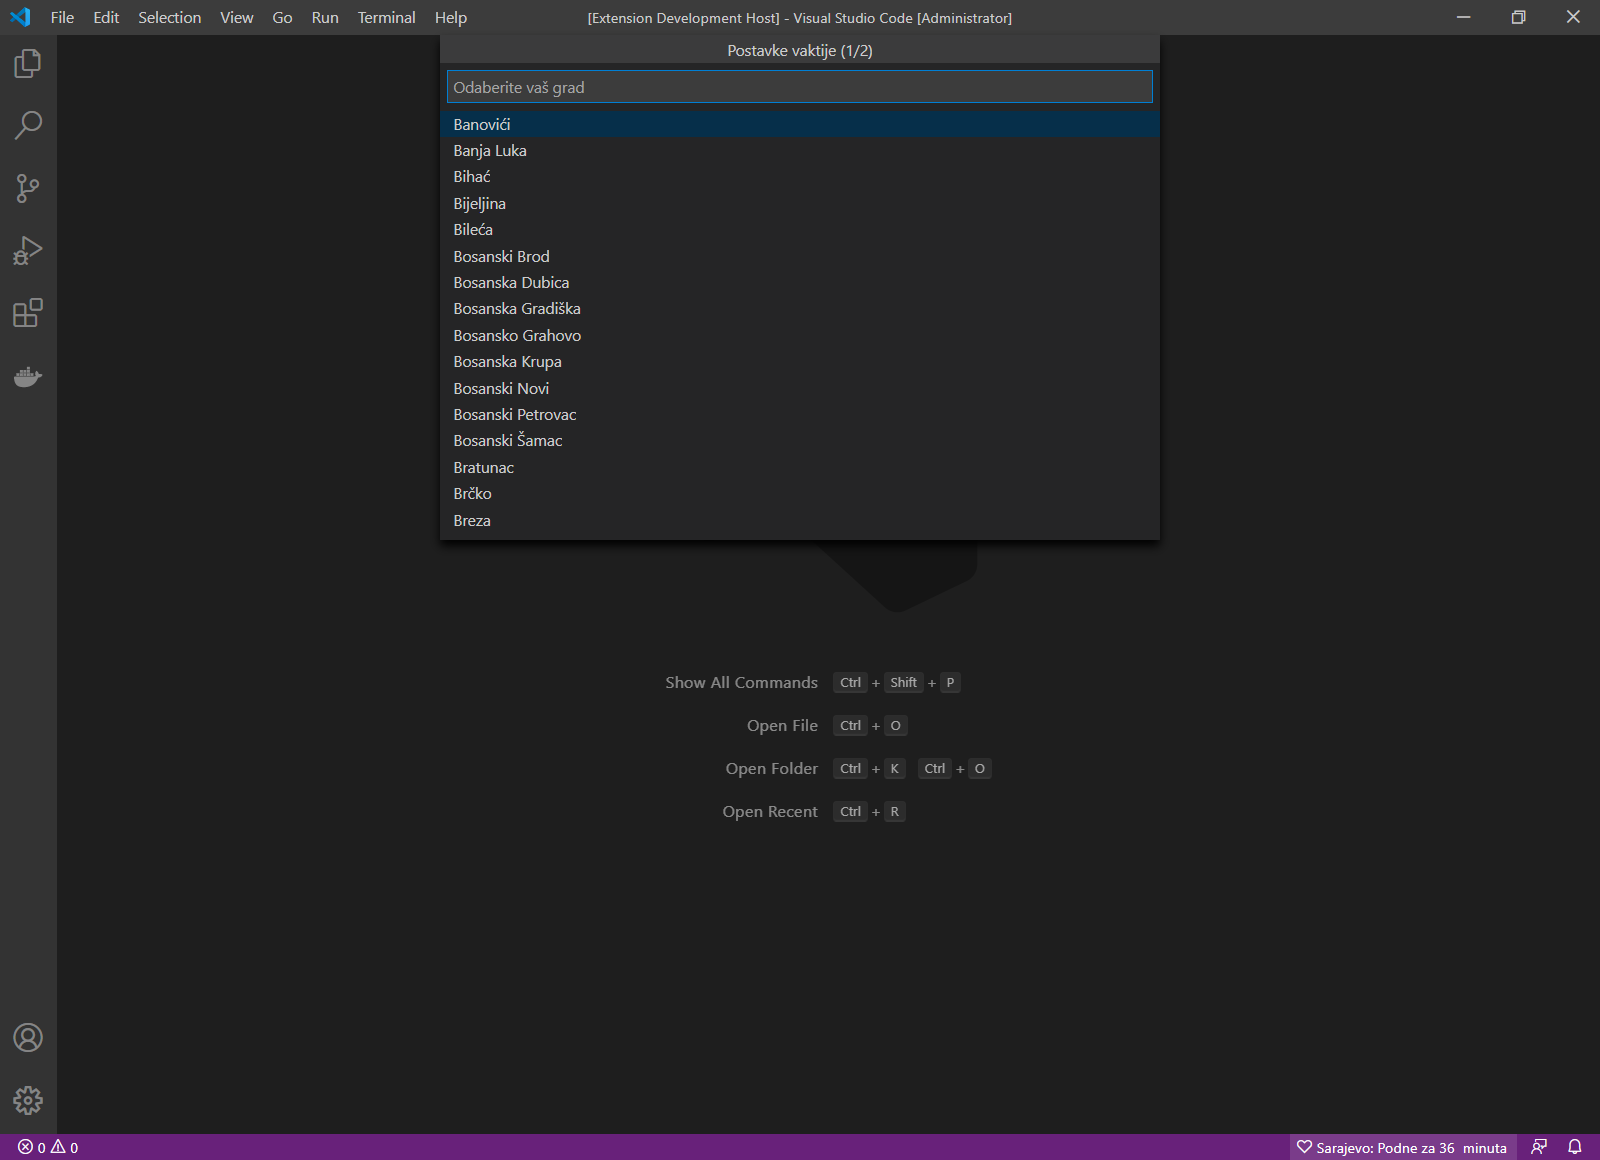 File Edit Selection View Go Run Terminal Help [Extension Development Host] - Visual Studio Code [Administrator]
Postavke vaktije (1/2)
Odaberite vaš grad
Banovići
Banja Luka
Bihać
Bijeljina
Bileća
Bosanski Brod
Bosanska Dubica
Bosanska Gradiška
Bosansko Grahovo
Bosanska Krupa
Bosanski Novi
Bosanski Petrovac
Bosanski Šamac
Bratunac
Brčko
Breza
Show All Commands Ctrl + Shift + P
Open File Ctrl + O
Open Folder Ctrl + K Ctrl + O
Open Recent Ctrl + R
0 0 Sarajevo: Podne za 36 minuta